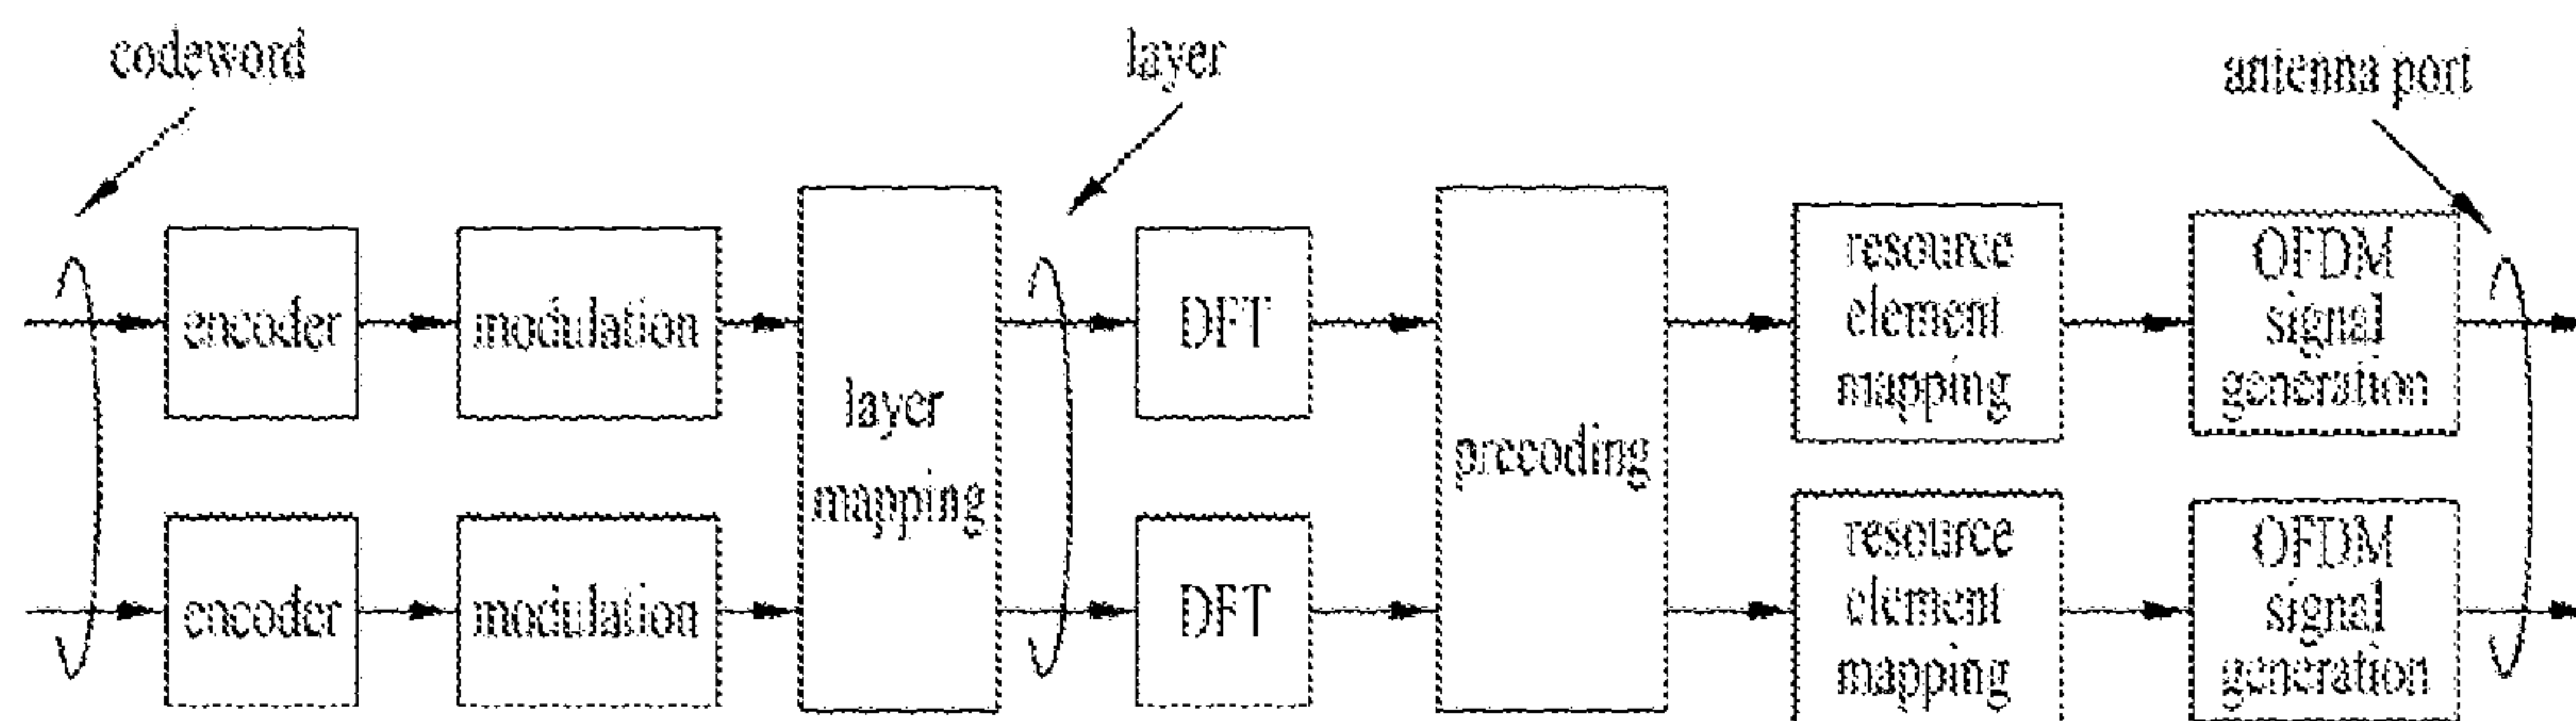 codeword
layer
antenna port
encoder
modulation
layer
mapping
DFT
precoding
resource
element
mapping
OFDM
signal
generation
encoder
modulation
DFT
resource
element
mapping
OFDM
signal
generation